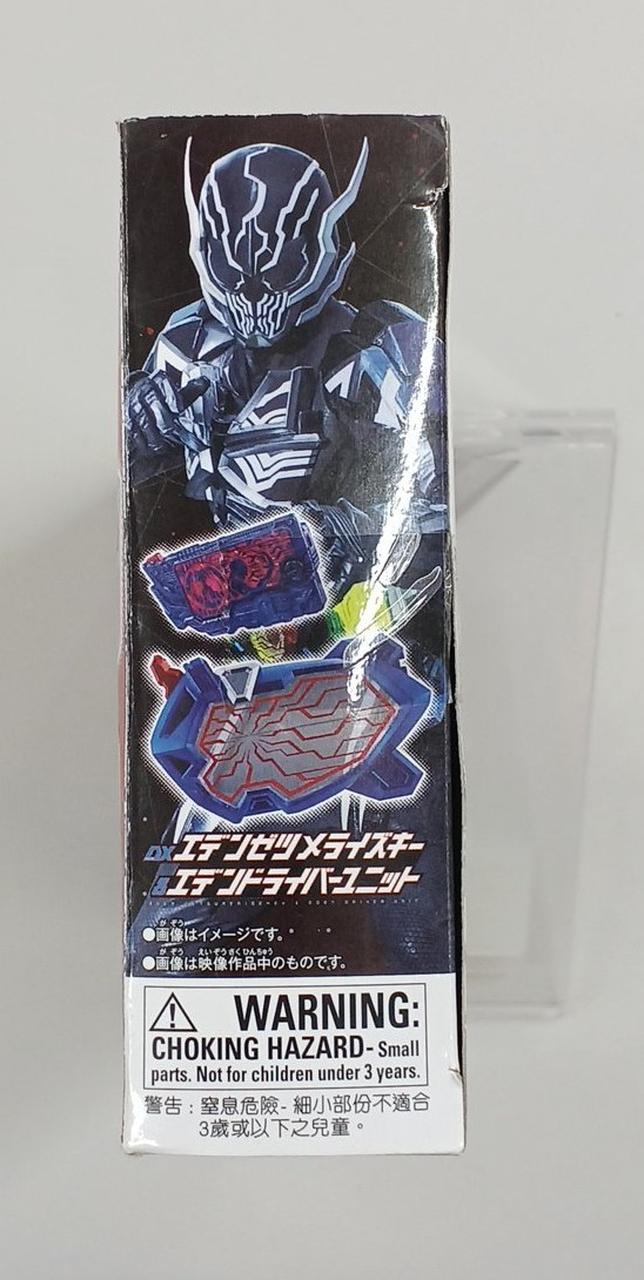 DX エデンゼツメライズキー
& エデンドライバーユニット
●画像はイメージです。
●画像は映像作品中のものです。
WARNING:
CHOKING HAZARD- Small
parts. Not for children under 3 years.
警告 : 窒息危險 - 細小部份不適合
3歲或以下之兒童。